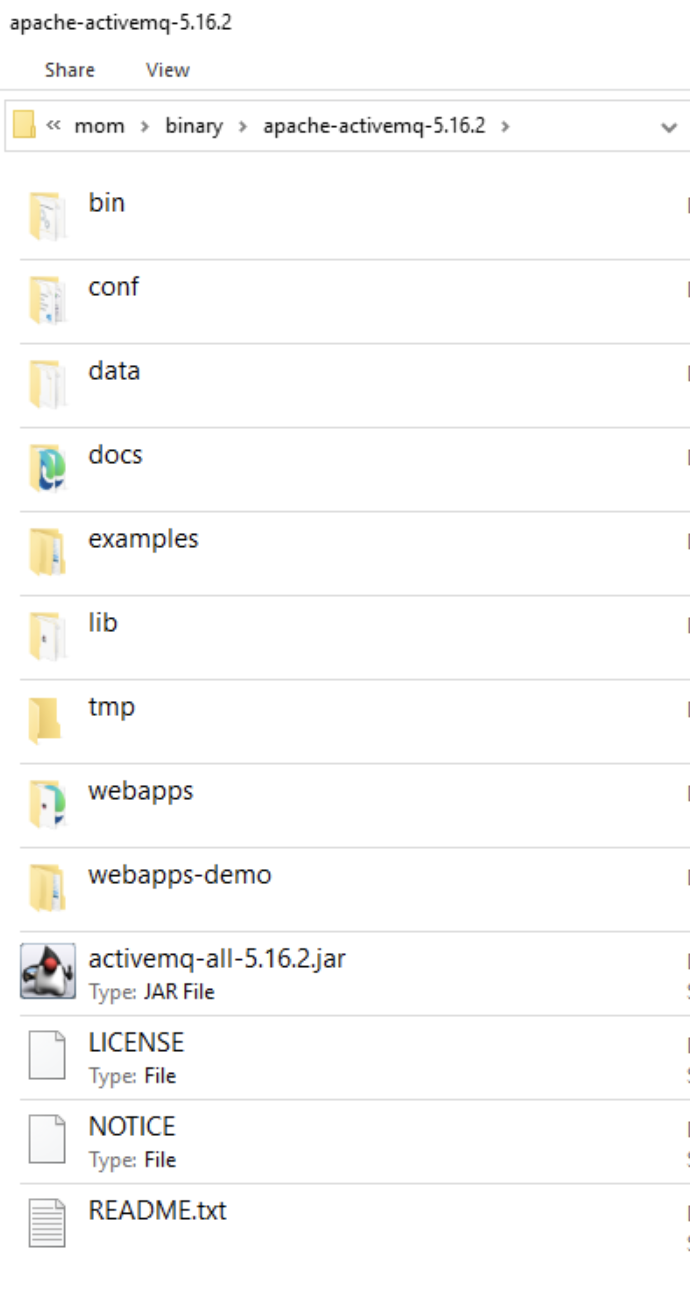 apache-activemq-5.16.2
Share View
« mom > binary > apache-activemq-5.16.2 >
bin
conf
data
docs
examples
lib
tmp
webapps
webapps-demo
activemq-all-5.16.2.jar
Type: JAR File
LICENSE
Type: File
NOTICE
Type: File
README.txt